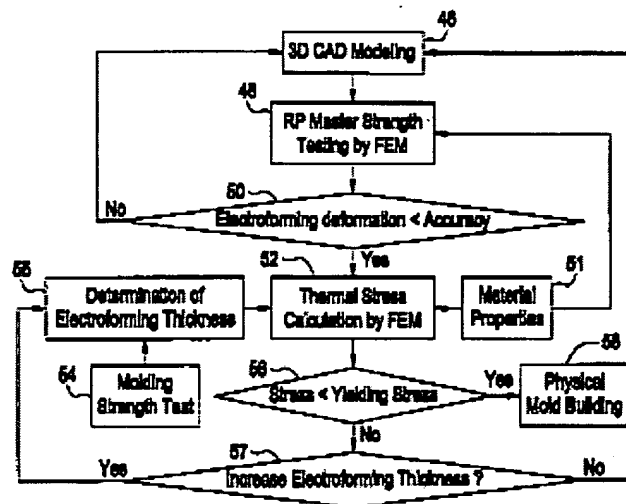 46
3D CAD Modeling
48
RP Master Strength
Testing by FEM
50
No
Electroforming deformation < Accuracy
Yes
55
Determination of
Electroforming Thickness
52
Thermal Stress
Calculation by FEM
51
Material
Properties
54
Molding
Strength Test
56
Stress < Yielding Stress
Yes
58
Physical
Mold Building
No
57
Yes
Increase Electroforming Thickness ?
No